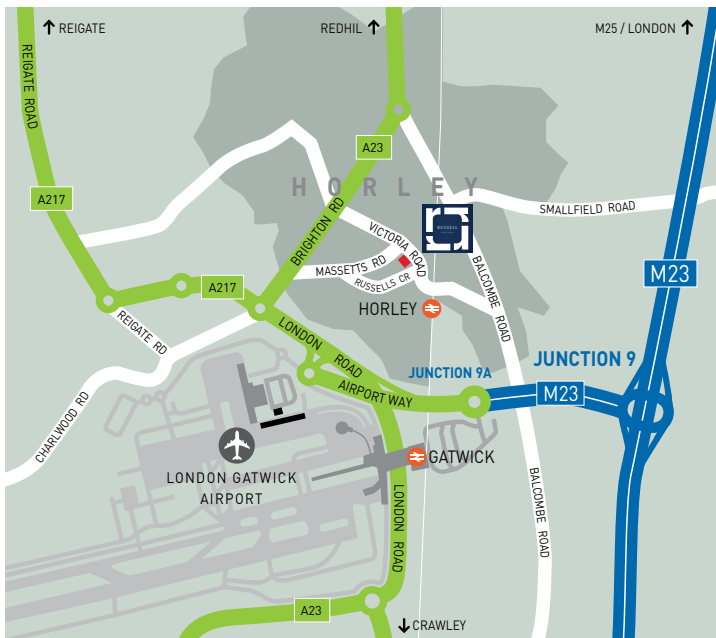 ↑ REIGATE
REDHIL ↑
M25 / LONDON ↑
REIGATE ROAD
A23
HORLEY
A217
SMALLFIELD ROAD
BRIGHTON RD
VICTORIA ROAD
RUSSELL
MASSETTS RD
RUSSELLS CR
BALCOMBE ROAD
M23
A217
HORLEY
REIGATE RD
LONDON ROAD
JUNCTION 9
JUNCTION 9A
AIRPORT WAY
M23
CHARLWOOD RD
GATWICK
LONDON GATWICK
AIRPORT
LONDON ROAD
BALCOMBE ROAD
A23
↓ CRAWLEY